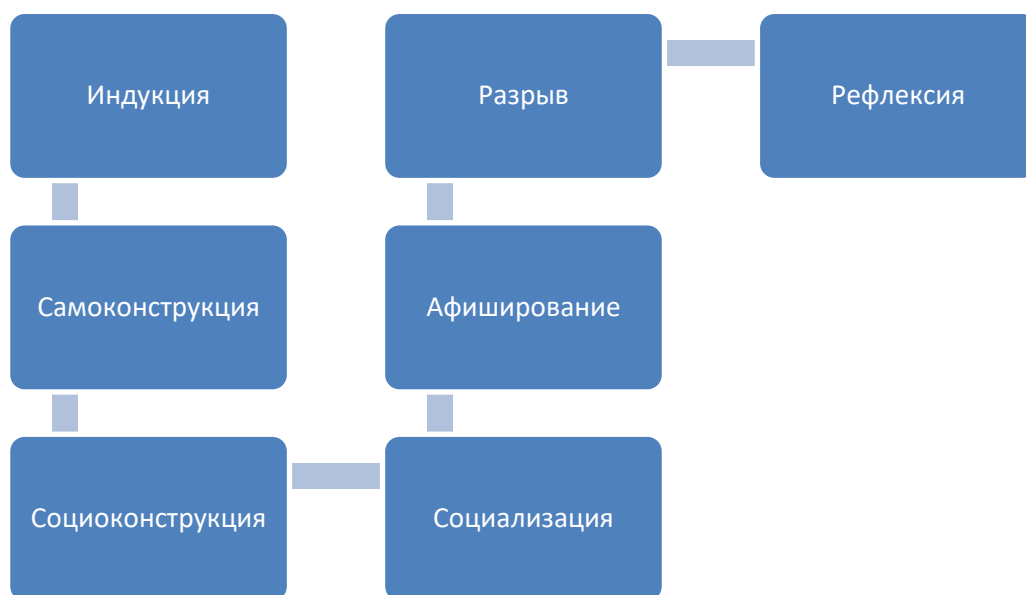 Индукция
Самоконструкция
Социоконструкция
Социализация
Афиширование
Разрыв
Рефлексия